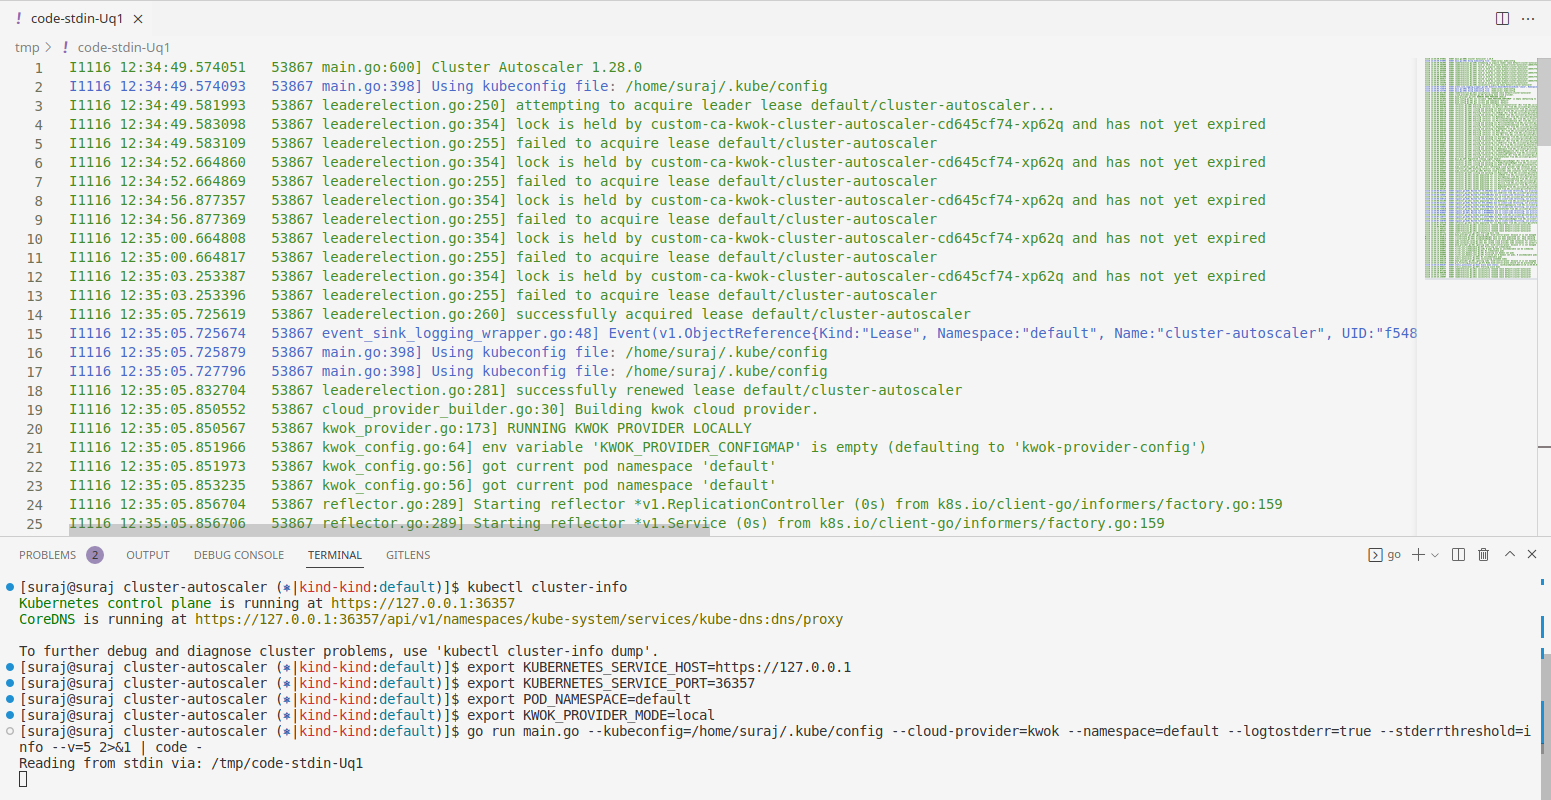 ! code-stdin-Uq1 ×
tmp > ! code-stdin-Uq1
1 I1116 12:34:49.574051   53867 main.go:600] Cluster Autoscaler 1.28.0
2 I1116 12:34:49.574093   53867 main.go:398] Using kubeconfig file: /home/suraj/.kube/config
3 I1116 12:34:49.581993   53867 leaderelection.go:250] attempting to acquire leader lease default/cluster-autoscaler...
4 I1116 12:34:49.583098   53867 leaderelection.go:354] lock is held by custom-ca-kwok-cluster-autoscaler-cd645cf74-xp62q and has not yet expired
5 I1116 12:34:49.583109   53867 leaderelection.go:255] failed to acquire lease default/cluster-autoscaler
6 I1116 12:34:52.664860   53867 leaderelection.go:354] lock is held by custom-ca-kwok-cluster-autoscaler-cd645cf74-xp62q and has not yet expired
7 I1116 12:34:52.664869   53867 leaderelection.go:255] failed to acquire lease default/cluster-autoscaler
8 I1116 12:34:56.877357   53867 leaderelection.go:354] lock is held by custom-ca-kwok-cluster-autoscaler-cd645cf74-xp62q and has not yet expired
9 I1116 12:34:56.877369   53867 leaderelection.go:255] failed to acquire lease default/cluster-autoscaler
10 I1116 12:35:00.664808   53867 leaderelection.go:354] lock is held by custom-ca-kwok-cluster-autoscaler-cd645cf74-xp62q and has not yet expired
11 I1116 12:35:00.664817   53867 leaderelection.go:255] failed to acquire lease default/cluster-autoscaler
12 I1116 12:35:03.253387   53867 leaderelection.go:354] lock is held by custom-ca-kwok-cluster-autoscaler-cd645cf74-xp62q and has not yet expired
13 I1116 12:35:03.253396   53867 leaderelection.go:255] failed to acquire lease default/cluster-autoscaler
14 I1116 12:35:05.725619   53867 leaderelection.go:260] successfully acquired lease default/cluster-autoscaler
15 I1116 12:35:05.725674   53867 event_sink_logging_wrapper.go:48] Event(v1.ObjectReference{Kind:"Lease", Namespace:"default", Name:"cluster-autoscaler", UID:"f548
16 I1116 12:35:05.725879   53867 main.go:398] Using kubeconfig file: /home/suraj/.kube/config
17 I1116 12:35:05.727796   53867 main.go:398] Using kubeconfig file: /home/suraj/.kube/config
18 I1116 12:35:05.832704   53867 leaderelection.go:281] successfully renewed lease default/cluster-autoscaler
19 I1116 12:35:05.850552   53867 cloud_provider_builder.go:30] Building kwok cloud provider.
20 I1116 12:35:05.850567   53867 kwok_provider.go:173] RUNNING KWOK PROVIDER LOCALLY
21 I1116 12:35:05.851966   53867 kwok_config.go:64] env variable 'KWOK_PROVIDER_CONFIGMAP' is empty (defaulting to 'kwok-provider-config')
22 I1116 12:35:05.851973   53867 kwok_config.go:56] got current pod namespace 'default'
23 I1116 12:35:05.853235   53867 kwok_config.go:56] got current pod namespace 'default'
24 I1116 12:35:05.856704   53867 reflector.go:289] Starting reflector *v1.ReplicationController (0s) from k8s.io/client-go/informers/factory.go:159
25 I1116 12:35:05.856706   53867 reflector.go:289] Starting reflector *v1.Service (0s) from k8s.io/client-go/informers/factory.go:159
PROBLEMS 2 OUTPUT DEBUG CONSOLE TERMINAL GITLENS go
[suraj@suraj cluster-autoscaler (⎈|kind-kind:default)]$ kubectl cluster-info
Kubernetes control plane is running at https://127.0.0.1:36357
CoreDNS is running at https://127.0.0.1:36357/api/v1/namespaces/kube-system/services/kube-dns:dns/proxy
To further debug and diagnose cluster problems, use 'kubectl cluster-info dump'.
[suraj@suraj cluster-autoscaler (⎈|kind-kind:default)]$ export KUBERNETES_SERVICE_HOST=https://127.0.0.1
[suraj@suraj cluster-autoscaler (⎈|kind-kind:default)]$ export KUBERNETES_SERVICE_PORT=36357
[suraj@suraj cluster-autoscaler (⎈|kind-kind:default)]$ export POD_NAMESPACE=default
[suraj@suraj cluster-autoscaler (⎈|kind-kind:default)]$ export KWOK_PROVIDER_MODE=local
[suraj@suraj cluster-autoscaler (⎈|kind-kind:default)]$ go run main.go --kubeconfig=/home/suraj/.kube/config --cloud-provider=kwok --namespace=default --logtostderr=true --stderrthreshold=i
nfo --v=5 2>&1 | code -
Reading from stdin via: /tmp/code-stdin-Uq1